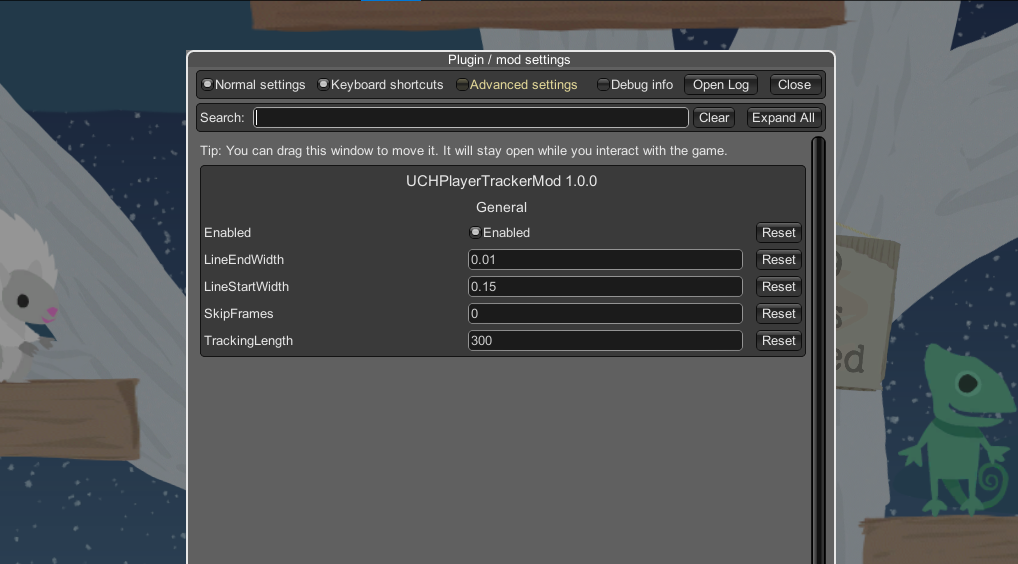 Plugin / mod settings
Normal settings Keyboard shortcuts Advanced settings Debug info Open Log Close
Search: Clear Expand All
Tip: You can drag this window to move it. It will stay open while you interact with the game.
UCHPlayerTrackerMod 1.0.0
General
Enabled Enabled Reset
LineEndWidth 0.01 Reset
LineStartWidth 0.15 Reset
SkipFrames 0 Reset
TrackingLength 300 Reset